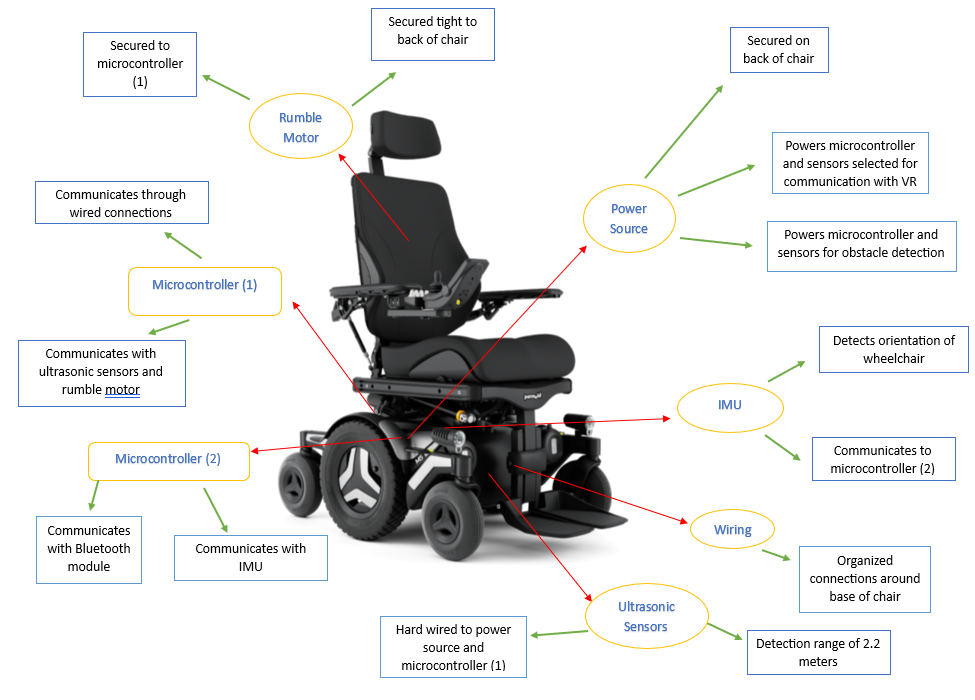 Secured tight to
back of chair
Secured to
microcontroller
(1)
Secured on
back of chair
Rumble
Motor
Powers microcontroller
and sensors selected for
communication with VR
Communicates through
wired connections
Power
Source
Powers microcontroller and
sensors for obstacle detection
Microcontroller (1)
Detects orientation of
wheelchair
Communicates with
ultrasonic sensors and
rumble motor
IMU
Microcontroller (2)
Communicates to
microcontroller (2)
Communicates
with Bluetooth
module
Communicates with
IMU
Wiring
Organized
connections around
base of chair
Ultrasonic
Sensors
Hard wired to power
source and
microcontroller (1)
Detection range of 2.2
meters